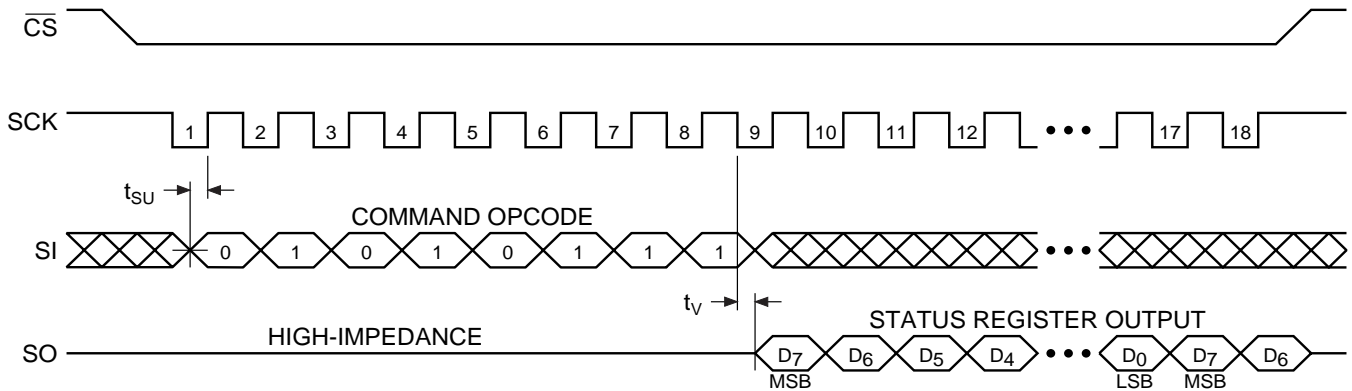 CS
SCK 1 2 3 4 5 6 7 8 9 10 11 12 ••• 17 18
tSU
COMMAND OPCODE
SI 0 1 0 1 0 1 1 1 •••
tV
HIGH-IMPEDANCE STATUS REGISTER OUTPUT
SO D7 D6 D5 D4 ••• D0 D7 D6
MSB LSB MSB